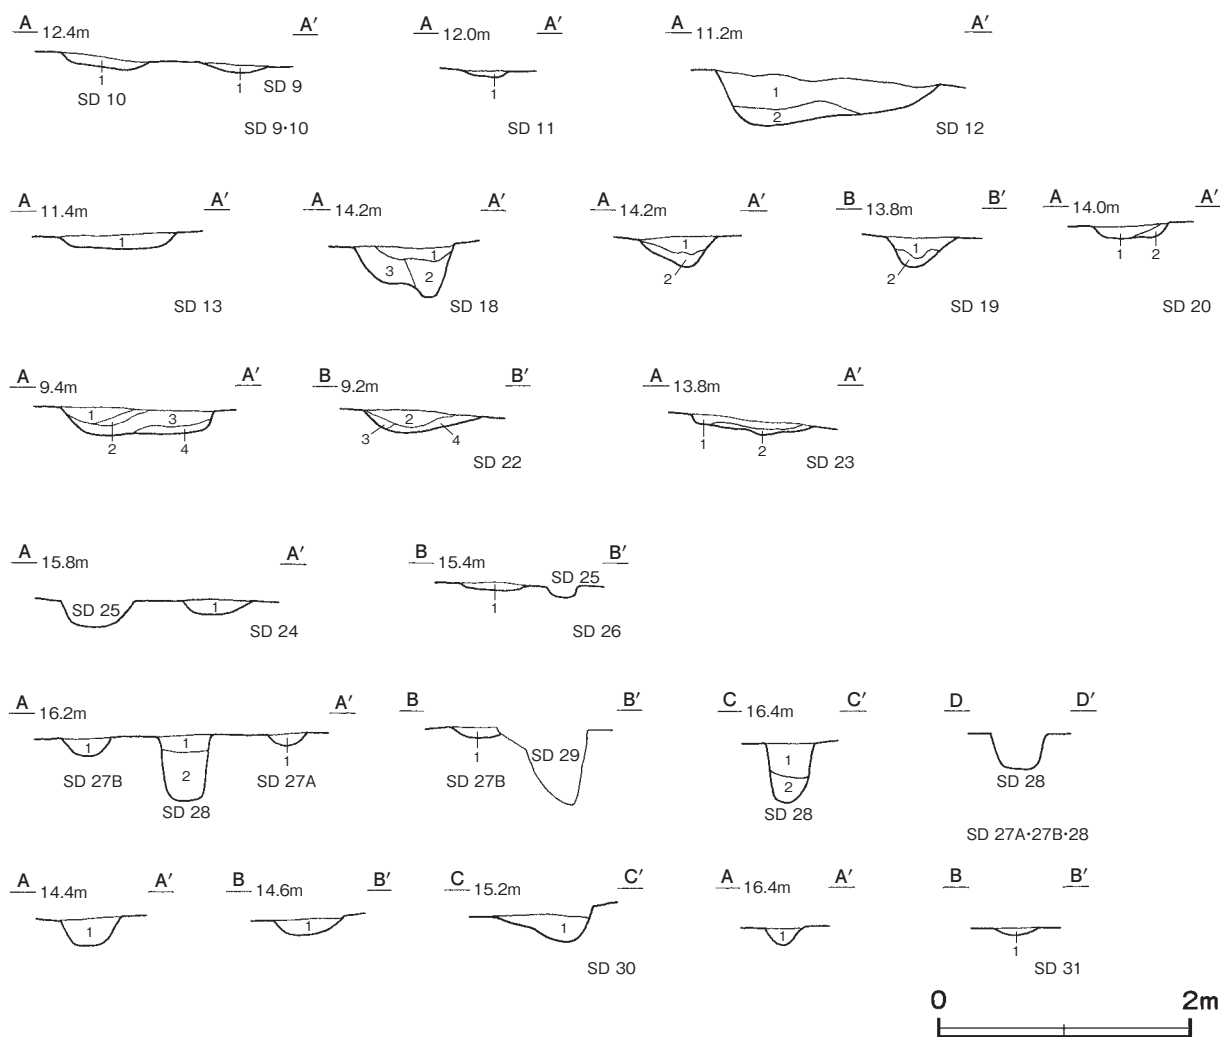 A 12.4m A′ A 12.0m A′ A 11.2m A′
1 SD 10 1 SD 9
SD 9・10
1 SD 11
1 2 SD 12
A 11.4m A′ A 14.2m A′ A 14.2m A′ B 13.8m B′ A 14.0m A′
1 SD 13
3 1 2 SD 18
1 2
1 2 SD 19
1 2 SD 20
A 9.4m A′ B 9.2m B′ A 13.8m A′
1 3 2 4
2 3 4 SD 22
1 2 SD 23
A 15.8m A′ B 15.4m B′
SD 25 1 SD 24
1 SD 25 SD 26
A 16.2m A′ B B′ C 16.4m C′ D D′
1 SD 27B 1 2 SD 28 1 SD 27A
1 SD 27B SD 29
1 2 SD 28
SD 28
SD 27A・27B・28
A 14.4m A′ B 14.6m B′ C 15.2m C′ A 16.4m A′ B B′
1 1 1 SD 30
1 1 SD 31
0 2m